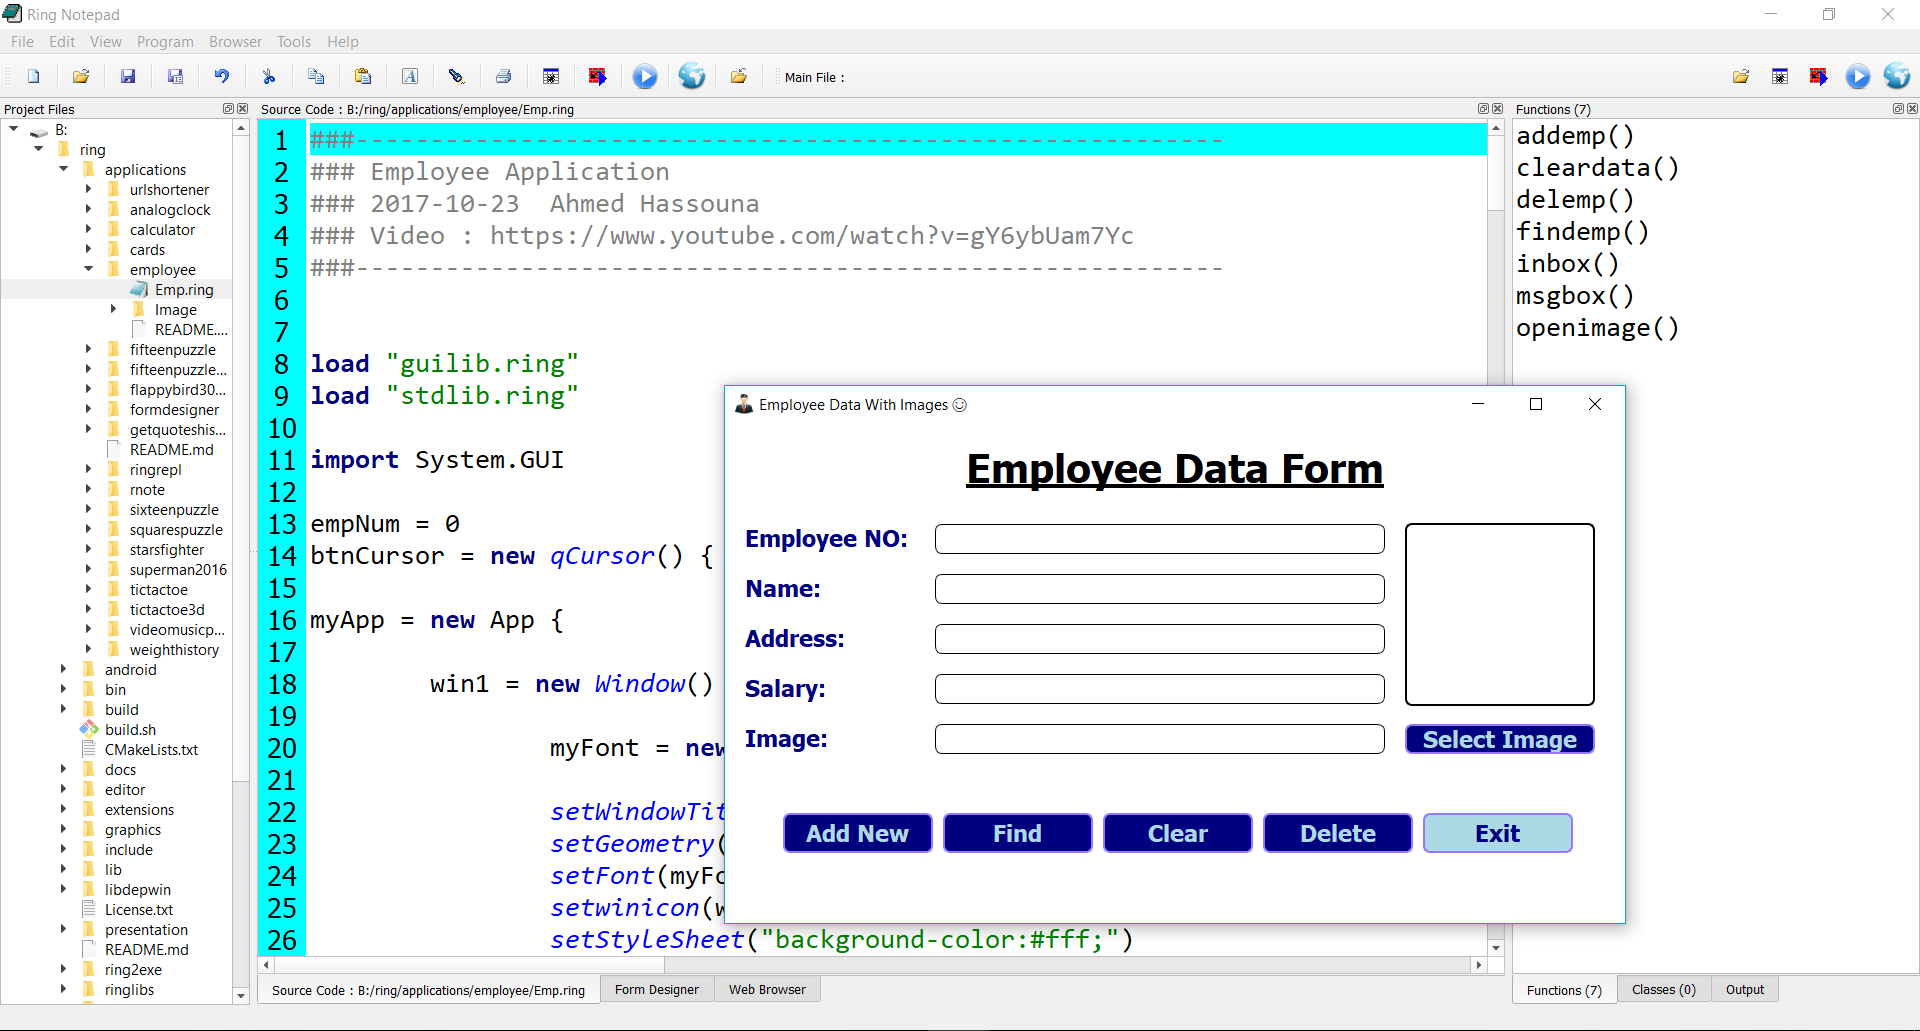 Ring Notepad
File Edit View Program Browser Tools Help
Main File :
Project Files
B:
ring
applications
urlshortener
analogclock
calculator
cards
employee
Emp.ring
Image
README....
fifteenpuzzle
fifteenpuzzle...
flappybird30...
formdesigner
getquoteshis...
README.md
ringrepl
rnote
sixteenpuzzle
squarespuzzle
starsfighter
superman2016
tictactoe
tictactoe3d
videomusicp...
weighthistory
android
bin
build
build.sh
CMakeLists.txt
docs
editor
extensions
graphics
include
lib
libdepwin
License.txt
presentation
README.md
ring2exe
ringlibs
Source Code : B:/ring/applications/employee/Emp.ring
1 ###----------------------------------------------------------
2 ### Employee Application
3 ### 2017-10-23  Ahmed Hassouna
4 ### Video : https://www.youtube.com/watch?v=gY6ybUam7Yc
5 ###----------------------------------------------------------
6
7
8 load "guilib.ring"
9 load "stdlib.ring"
10
11 import System.GUI
12
13 empNum = 0
14 btnCursor = new qCursor() {
15
16 myApp = new App {
17
18 win1 = new Window()
19
20 myFont = new
21
22 setWindowTit
23 setGeometry(
24 setFont(myFo
25 setwinicon(w
26 setStyleSheet("background-color:#fff;")
Source Code : B:/ring/applications/employee/Emp.ring Form Designer Web Browser
Employee Data With Images ☺
Employee Data Form
Employee NO:
Name:
Address:
Salary:
Image:
Select Image
Add New Find Clear Delete Exit
Functions (7)
addemp()
cleardata()
delemp()
findemp()
inbox()
msgbox()
openimage()
Functions (7) Classes (0) Output